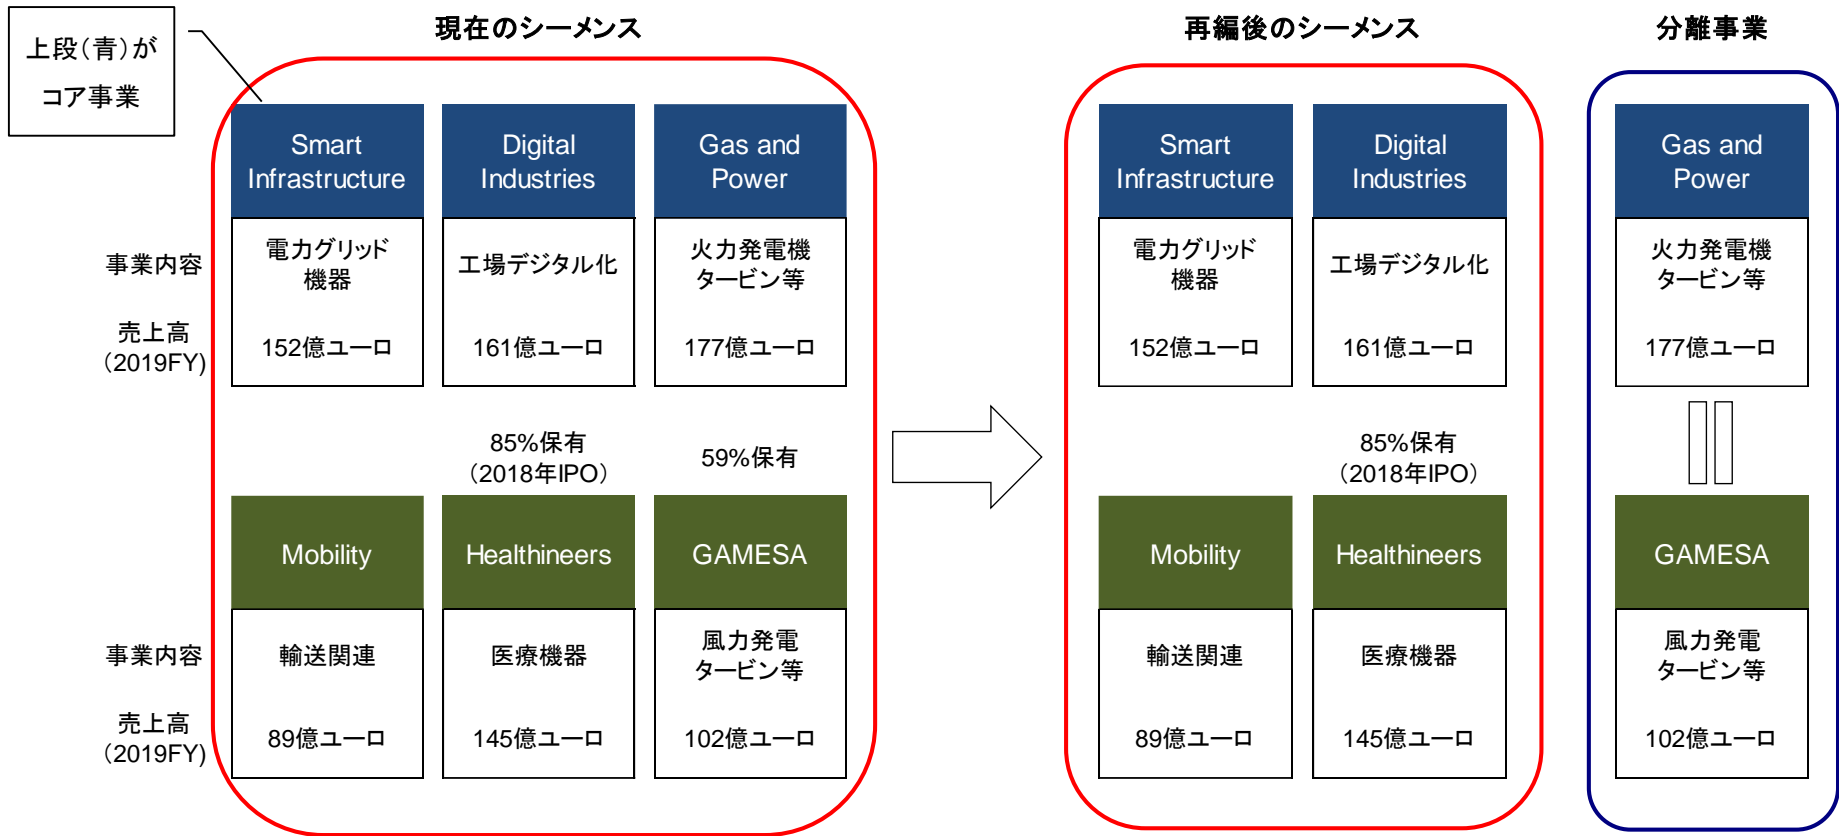 上段(青)が
コア事業
現在のシーメンス
再編後のシーメンス
分離事業
Smart
Infrastructure
Digital
Industries
Gas and
Power
Smart
Infrastructure
Digital
Industries
Gas and
Power
事業内容
電力グリッド
機器
工場デジタル化
火力発電機
タービン等
電力グリッド
機器
工場デジタル化
火力発電機
タービン等
売上高
(2019FY)
152億ユーロ
161億ユーロ
177億ユーロ
152億ユーロ
161億ユーロ
177億ユーロ
85%保有
(2018年IPO)
59%保有
85%保有
(2018年IPO)
Mobility
Healthineers
GAMESA
Mobility
Healthineers
GAMESA
事業内容
輸送関連
医療機器
風力発電
タービン等
輸送関連
医療機器
風力発電
タービン等
売上高
(2019FY)
89億ユーロ
145億ユーロ
102億ユーロ
89億ユーロ
145億ユーロ
102億ユーロ